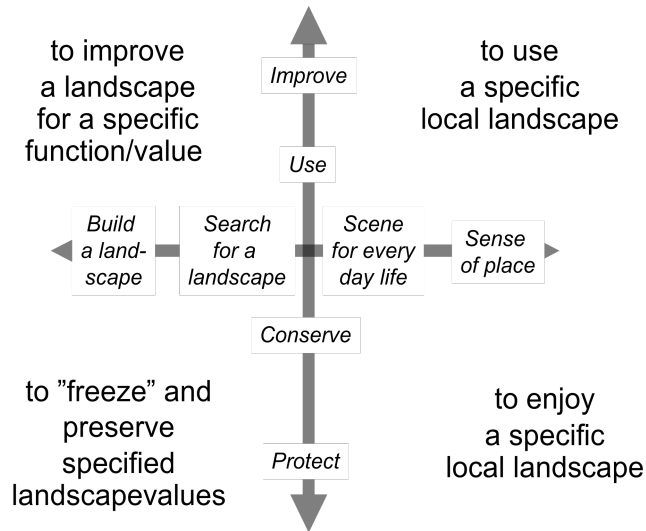 to improve
a landscape
for a specific
function/value
to use
a specific
local landscape
Improve
Use
Build
a land-
scape
Search
for a
landscape
Scene
for every
day life
Sense
of place
Conserve
Protect
to ”freeze” and
preserve
specified
landscapevalues
to enjoy
a specific
local landscape